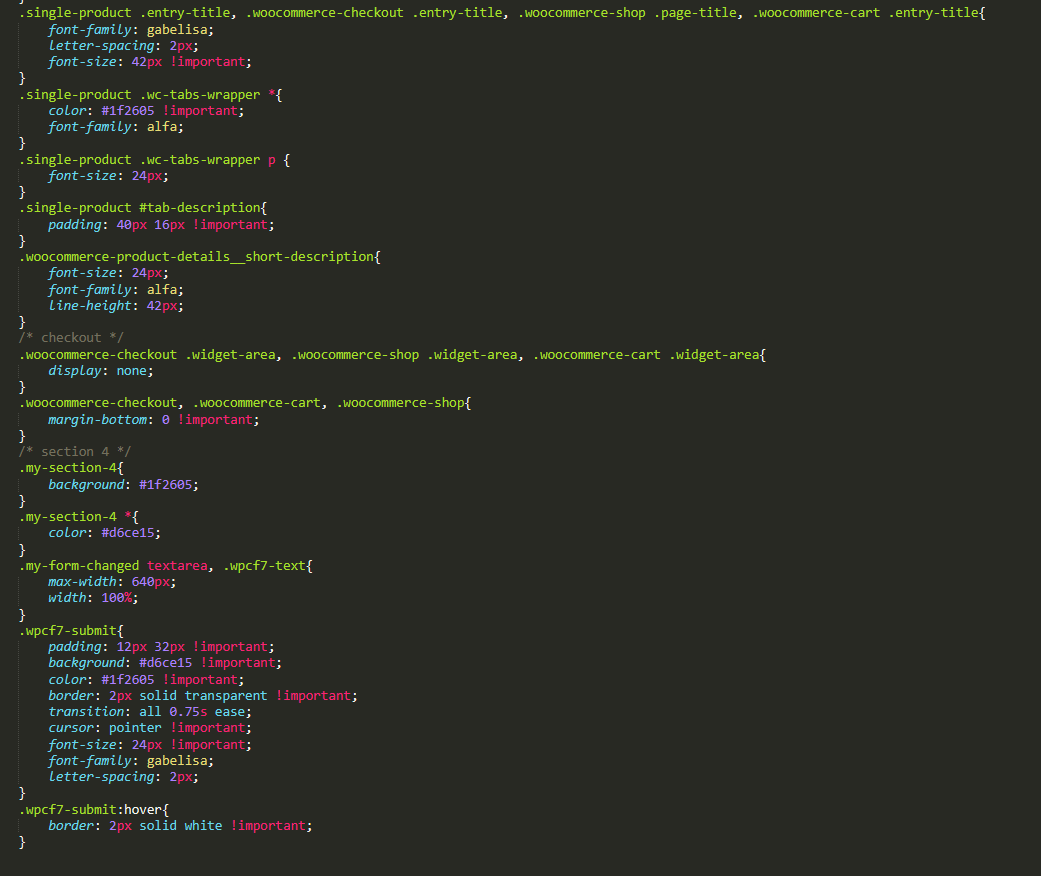 .single-product .entry-title, .woocommerce-checkout .entry-title, .woocommerce-shop .page-title, .woocommerce-cart .entry-title{
    font-family: gabelisa;
    letter-spacing: 2px;
    font-size: 42px !important;
}
.single-product .wc-tabs-wrapper *{
    color: #1f2605 !important;
    font-family: alfa;
}
.single-product .wc-tabs-wrapper p {
    font-size: 24px;
}
.single-product #tab-description{
    padding: 40px 16px !important;
}
.woocommerce-product-details__short-description{
    font-size: 24px;
    font-family: alfa;
    line-height: 42px;
}
/* checkout */
.woocommerce-checkout .widget-area, .woocommerce-shop .widget-area, .woocommerce-cart .widget-area{
    display: none;
}
.woocommerce-checkout, .woocommerce-cart, .woocommerce-shop{
    margin-bottom: 0 !important;
}
/* section 4 */
.my-section-4{
    background: #1f2605;
}
.my-section-4 *{
    color: #d6ce15;
}
.my-form-changed textarea, .wpcf7-text{
    max-width: 640px;
    width: 100%;
}
.wpcf7-submit{
    padding: 12px 32px !important;
    background: #d6ce15 !important;
    color: #1f2605 !important;
    border: 2px solid transparent !important;
    transition: all 0.75s ease;
    cursor: pointer !important;
    font-size: 24px !important;
    font-family: gabelisa;
    letter-spacing: 2px;
}
.wpcf7-submit:hover{
    border: 2px solid white !important;
}